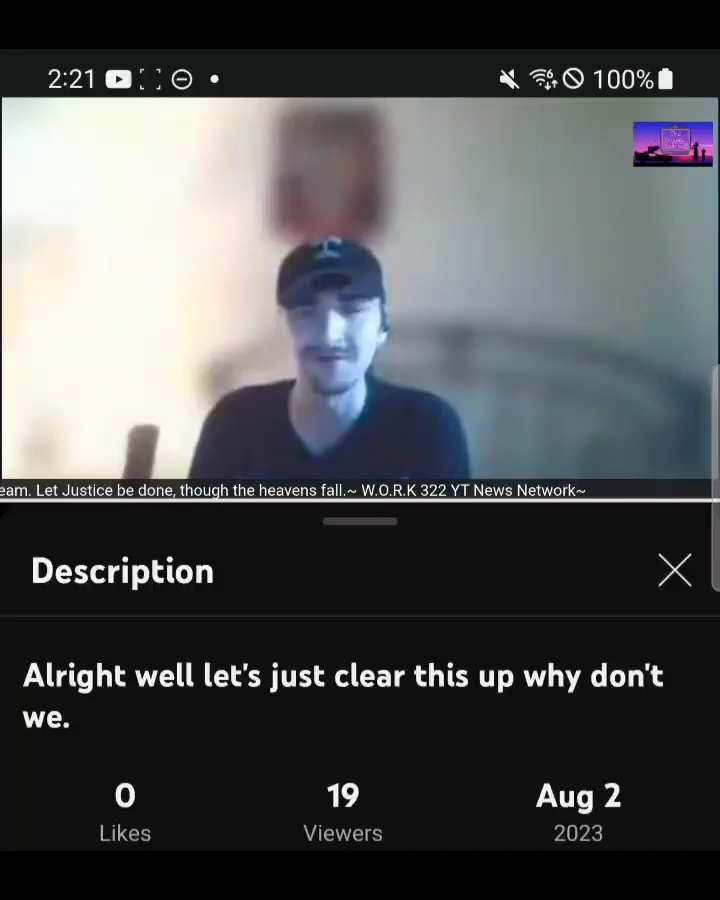 2:21
100%
eam. Let Justice be done, though the heavens fall.~ W.O.R.K 322 YT News Network~
Description
Alright well let's just clear this up why don't
we.
0
19
Aug 2
Likes
Viewers
2023